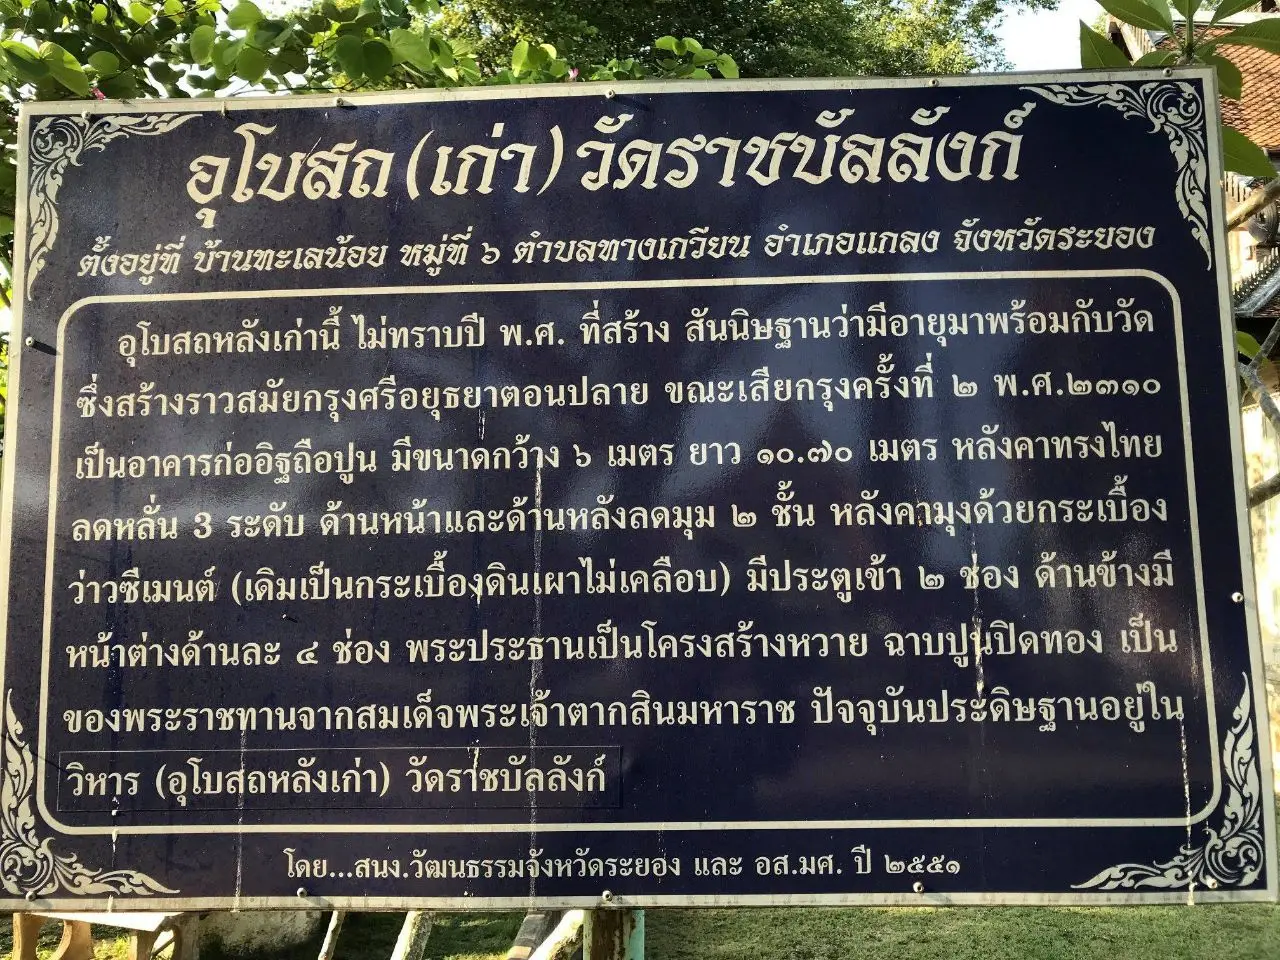 อุโบสถ (เก่า) วัดราชบัลลังก์
ตั้งอยู่ที่ บ้านทะเลน้อย หมู่ที่ ๖ ตำบลทางเกวียน อำเภอแกลง จังหวัดระยอง
อุโบสถหลังเก่านี้ ไม่ทราบปี พ.ศ. ที่สร้าง สันนิษฐานว่ามีอายุมาพร้อมกับวัด
ซึ่งสร้างราวสมัยกรุงศรีอยุธยาตอนปลาย ขณะเสียกรุงครั้งที่ ๒ พ.ศ.๒๓๑๐
เป็นอาคารก่ออิฐถือปูน มีขนาดกว้าง ๖ เมตร ยาว ๑๐.๗๐ เมตร หลังคาทรงไทย
ลดหลั่น 3 ระดับ ด้านหน้าและด้านหลังลดมุม ๒ ชั้น หลังคามุงด้วยกระเบื้อง
ว่าวซีเมนต์ (เดิมเป็นกระเบื้องดินเผาไม่เคลือบ) มีประตูเข้า ๒ ช่อง ด้านข้างมี
หน้าต่างด้านละ ๔ ช่อง พระประธานเป็นโครงสร้างหวาย ฉาบปูนปิดทอง เป็น
ของพระราชทานจากสมเด็จพระเจ้าตากสินมหาราช ปัจจุบันประดิษฐานอยู่ใน
วิหาร (อุโบสถหลังเก่า) วัดราชบัลลังก์
โดย...สนง.วัฒนธรรมจังหวัดระยอง และ อส.มศ. ปี ๒๕๕๑